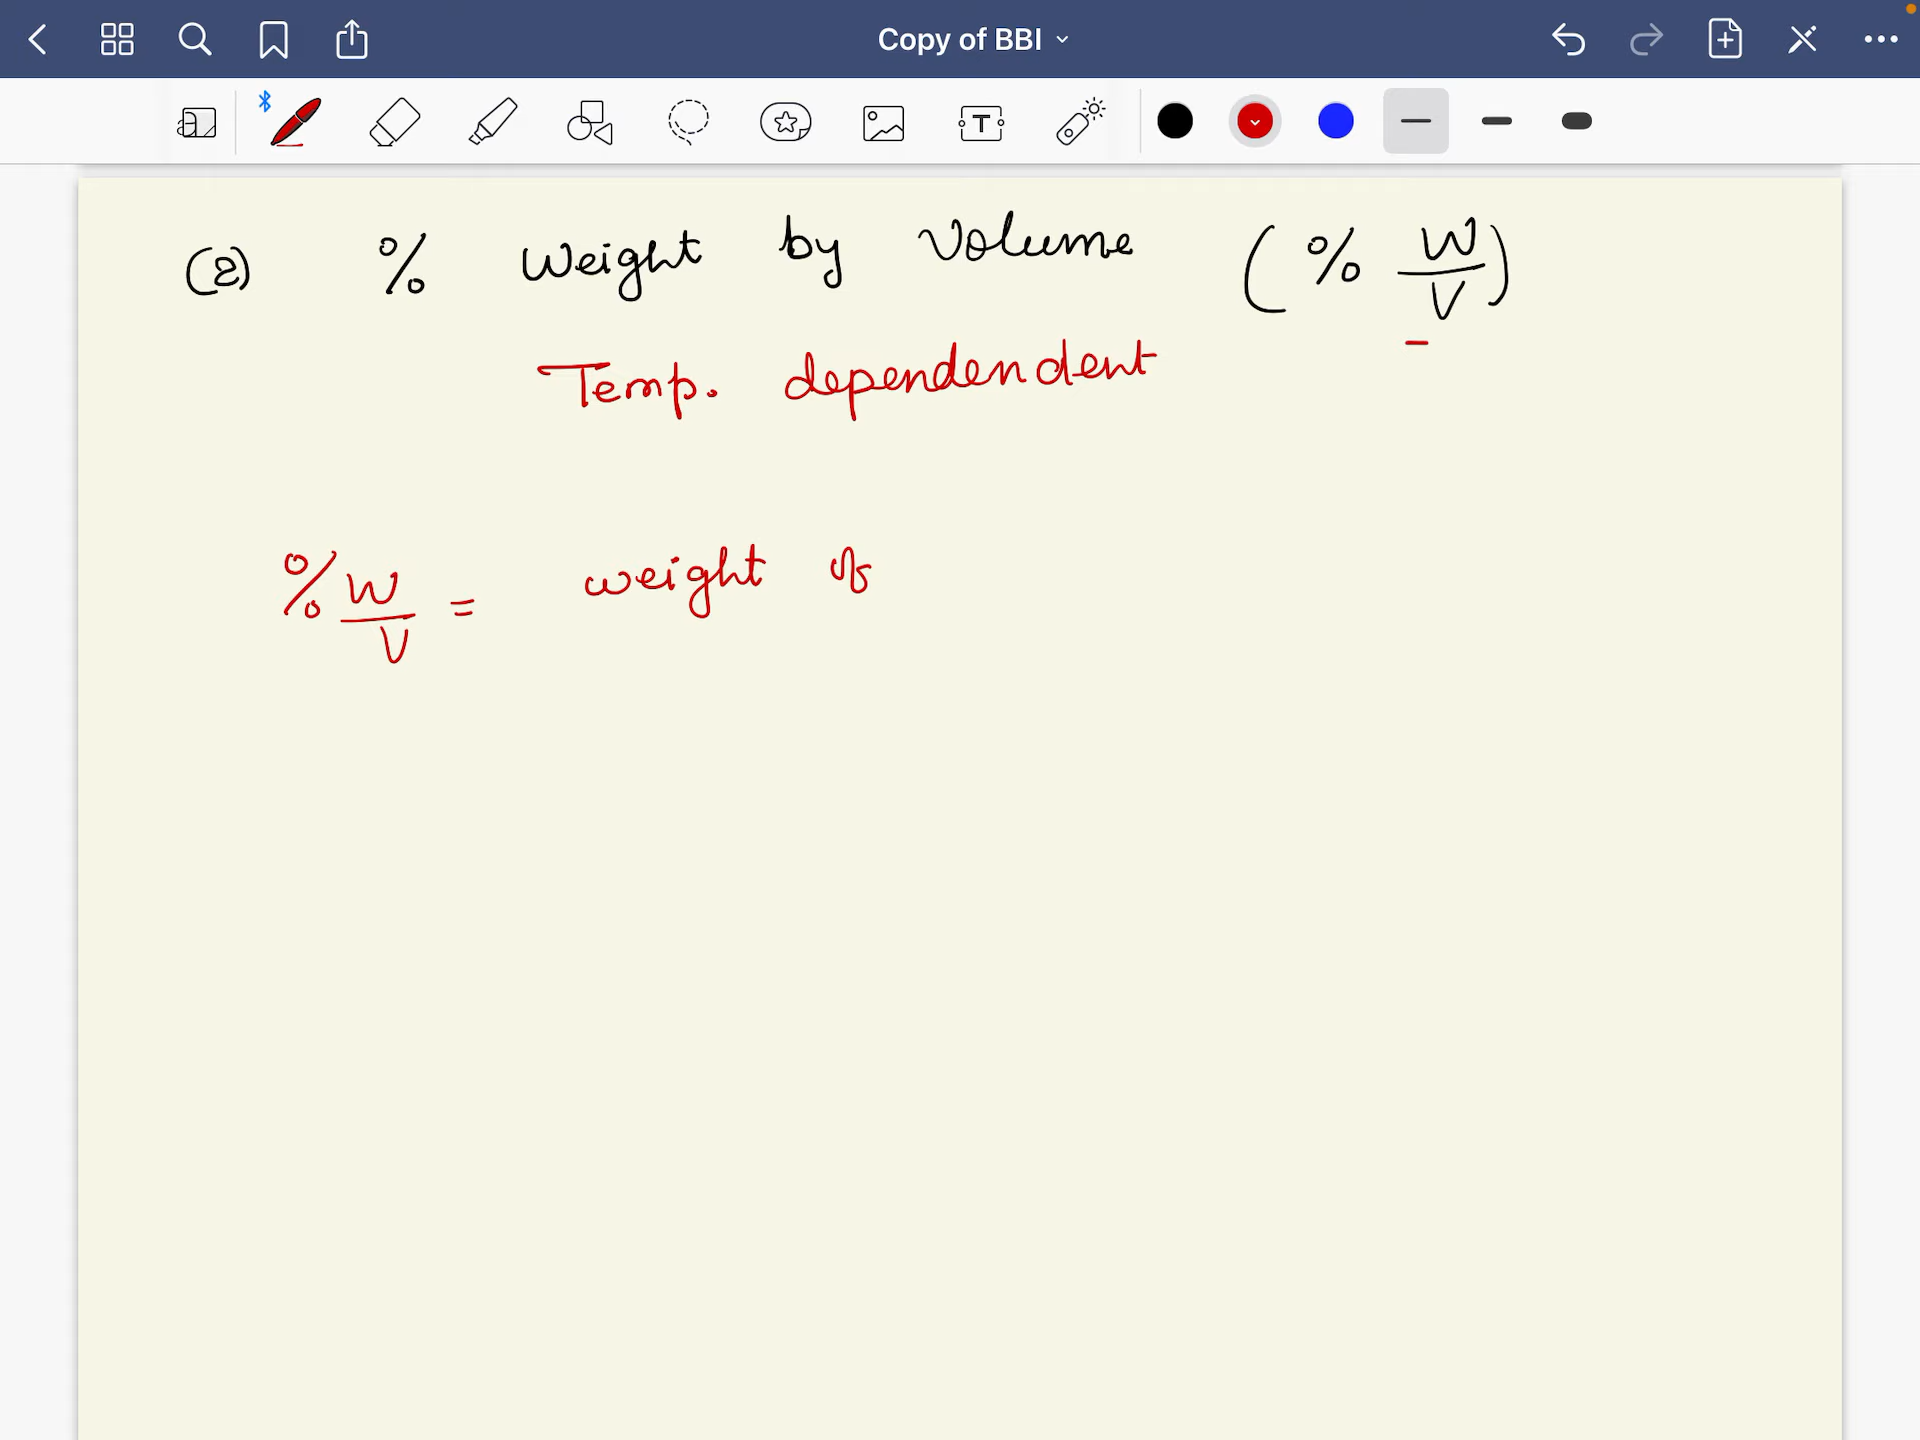 Copy of BBI
T
(2) % Weight by Volume (% W/V)
Temp. dependendent
% W/V = weight of